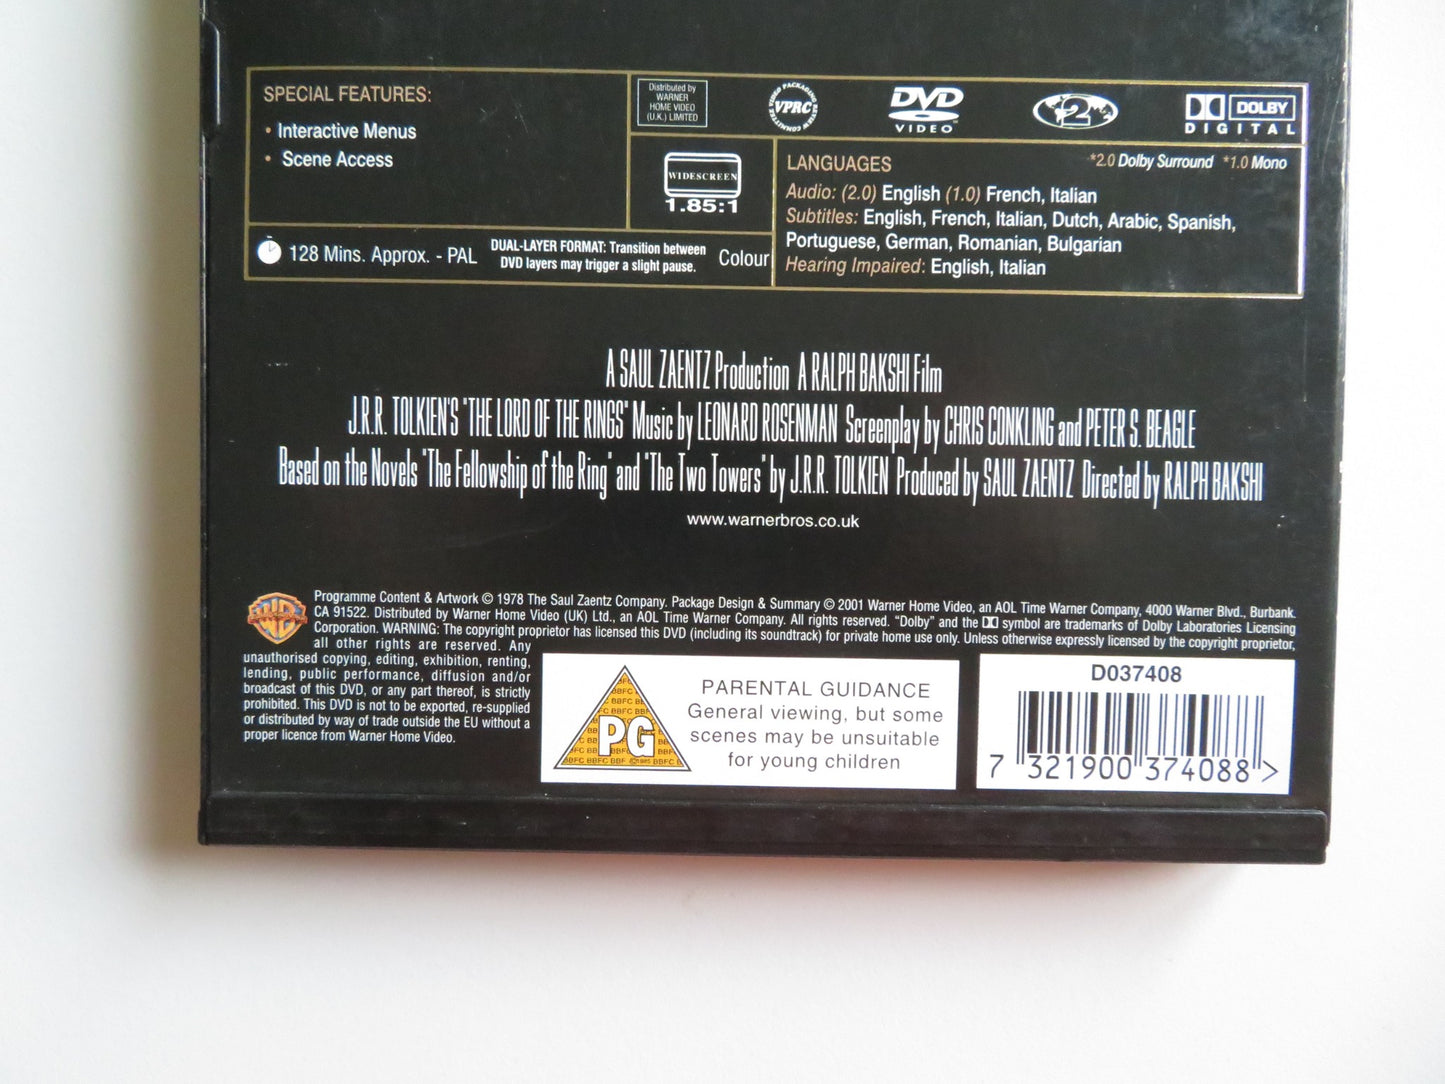 SPECIAL FEATURES:
• Interactive Menus
• Scene Access
Distributed by
WARNER
HOME VIDEO
(U.K.) LIMITED
VIDEO PACKAGING REVIEW COMMITTEE
VPRC
DVD
VIDEO
2
DOLBY
DIGITAL
WIDESCREEN
1.85:1
LANGUAGES *2.0 Dolby Surround *1.0 Mono
Audio: (2.0) English (1.0) French, Italian
Subtitles: English, French, Italian, Dutch, Arabic, Spanish,
Portuguese, German, Romanian, Bulgarian
Hearing Impaired: English, Italian
128 Mins. Approx. - PAL
DUAL-LAYER FORMAT: Transition between
DVD layers may trigger a slight pause.
Colour
A SAUL ZAENTZ Production A RALPH BAKSHI Film
J.R.R. TOLKIEN'S "THE LORD OF THE RINGS" Music by LEONARD ROSENMAN Screenplay by CHRIS CONKLING and PETER S. BEAGLE
Based on the Novels "The Fellowship of the Ring" and "The Two Towers" by J.R.R. TOLKIEN Produced by SAUL ZAENTZ Directed by RALPH BAKSHI
www.warnerbros.co.uk
WB
Programme Content & Artwork © 1978 The Saul Zaentz Company. Package Design & Summary © 2001 Warner Home Video, an AOL Time Warner Company, 4000 Warner Blvd., Burbank.
CA 91522. Distributed by Warner Home Video (UK) Ltd., an AOL Time Warner Company. All rights reserved. "Dolby" and the symbol are trademarks of Dolby Laboratories Licensing
Corporation. WARNING: The copyright proprietor has licensed this DVD (including its soundtrack) for private home use only. Unless otherwise expressly licensed by the copyright proprietor,
all other rights are reserved. Any
unauthorised copying, editing, exhibition, renting,
lending, public performance, diffusion and/or
broadcast of this DVD, or any part thereof, is strictly
prohibited. This DVD is not to be exported, re-supplied
or distributed by way of trade outside the EU without a
proper licence from Warner Home Video.
PG
PARENTAL GUIDANCE
General viewing, but some
scenes may be unsuitable
for young children
D037408
7 321900 374088 >